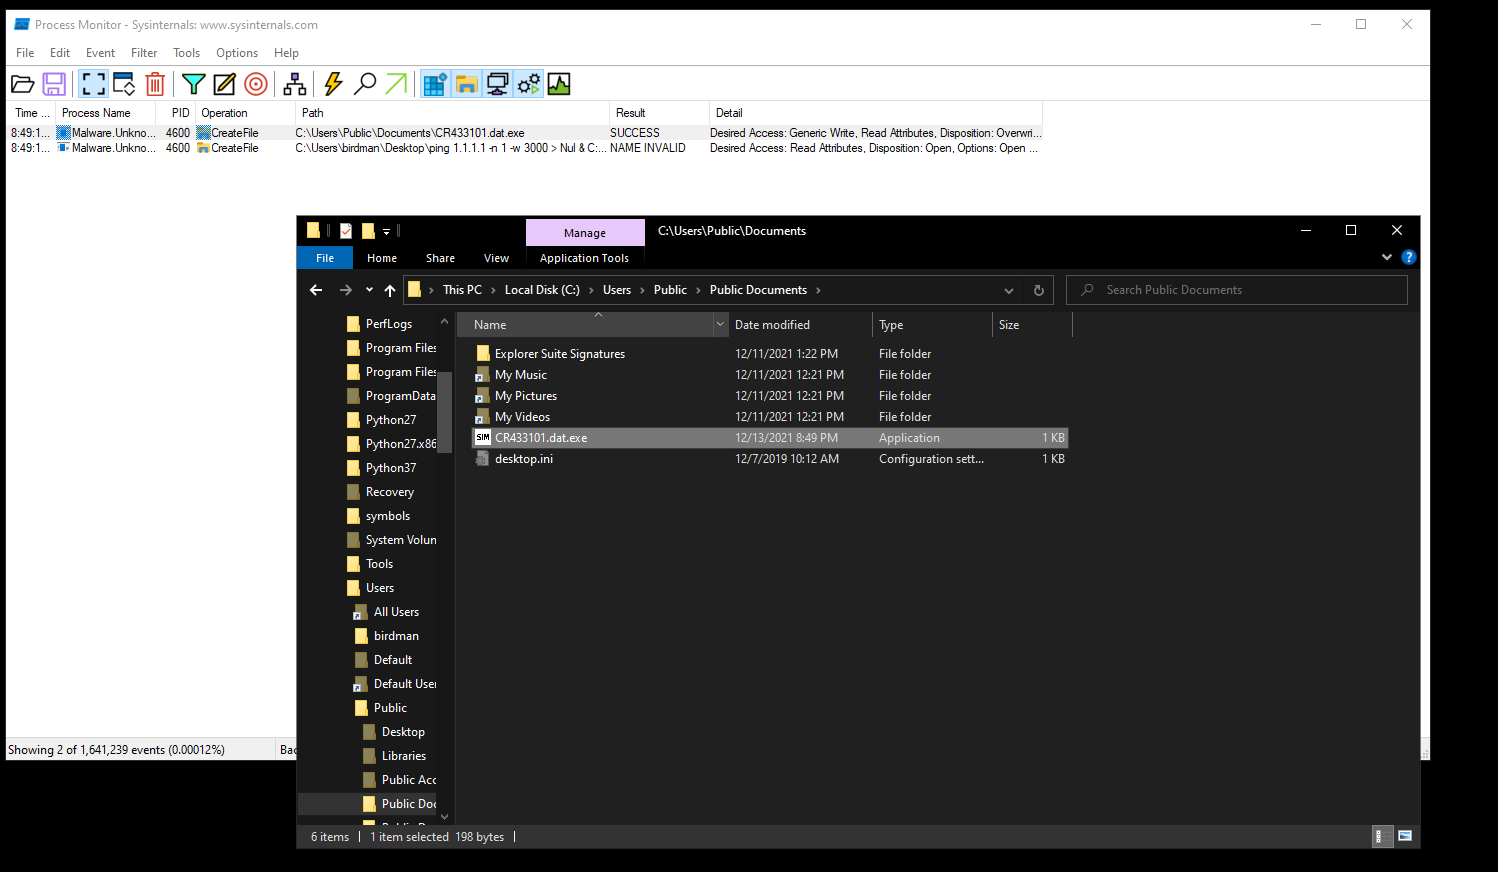 Process Monitor - Sysinternals: www.sysinternals.com
File Edit Event Filter Tools Options Help
Time ... Process Name PID Operation Path Result Detail
8:49:1... Malware.Unkno... 4600 CreateFile C:\Users\Public\Documents\CR433101.dat.exe SUCCESS Desired Access: Generic Write, Read Attributes, Disposition: Overwri...
8:49:1... Malware.Unkno... 4600 CreateFile C:\Users\birdman\Desktop\ping 1.1.1.1 -n 1 -w 3000 > Nul & C:... NAME INVALID Desired Access: Read Attributes, Disposition: Open, Options: Open ...
Manage C:\Users\Public\Documents
File Home Share View Application Tools
?
This PC Local Disk (C:) Users Public Public Documents Search Public Documents
Name Date modified Type Size
PerfLogs
Program Files
Program Files
ProgramData
Python27
Python27.x86
Python37
Recovery
symbols
System Volun
Tools
Users
All Users
birdman
Default
Default User
Public
Desktop
Libraries
Public Acc
Public Doc
Explorer Suite Signatures 12/11/2021 1:22 PM File folder
My Music 12/11/2021 12:21 PM File folder
My Pictures 12/11/2021 12:21 PM File folder
My Videos 12/11/2021 12:21 PM File folder
SIM CR433101.dat.exe 12/13/2021 8:49 PM Application 1 KB
desktop.ini 12/7/2019 10:12 AM Configuration sett... 1 KB
Showing 2 of 1,641,239 events (0.00012%) Bac
6 items 1 item selected 198 bytes